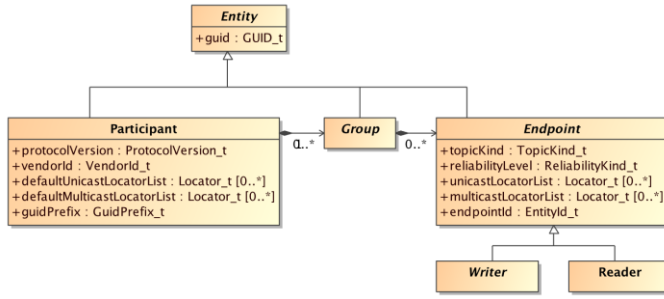 Entity
+guid : GUID_t
Participant
+protocolVersion : ProtocolVersion_t
+vendorId : VendorId_t
+defaultUnicastLocatorList : Locator_t [0..*]
+defaultMulticastLocatorList : Locator_t [0..*]
+guidPrefix : GuidPrefix_t
Group
0..*
Endpoint
+topicKind : TopicKind_t
+reliabilityLevel : ReliabilityKind_t
+unicastLocatorList : Locator_t [0..*]
+multicastLocatorList : Locator_t [0..*]
+endpointId : EntityId_t
Writer
Reader